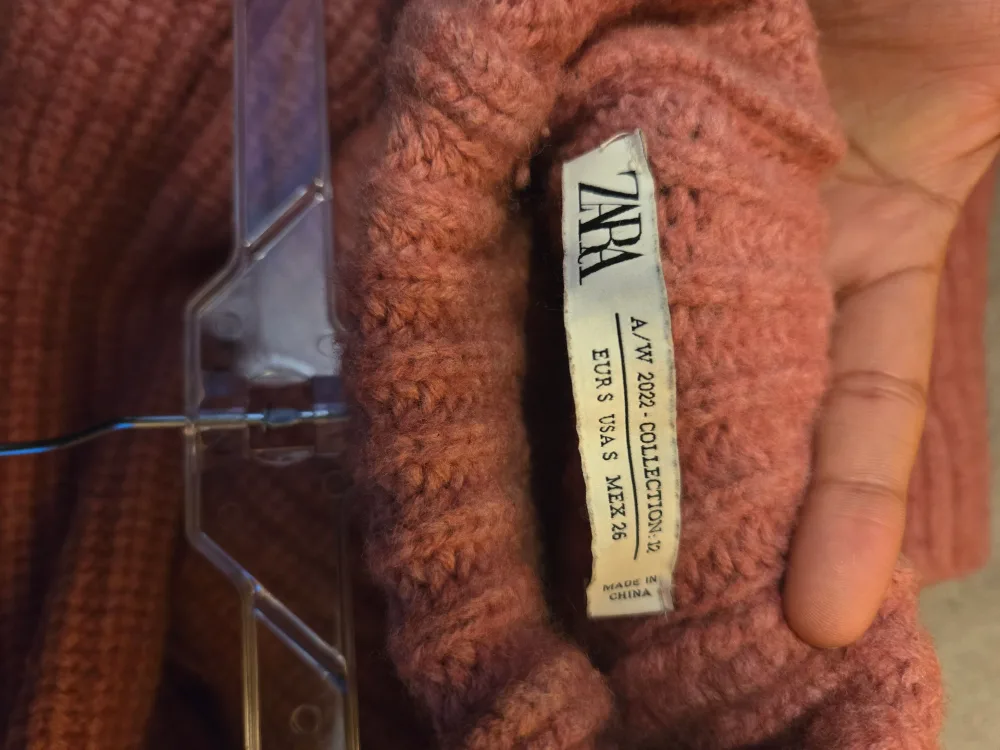 ZARA
A/W 2022 - COLLECTION: 12
EUR S USA S MEX 26
MADE IN
CHINA